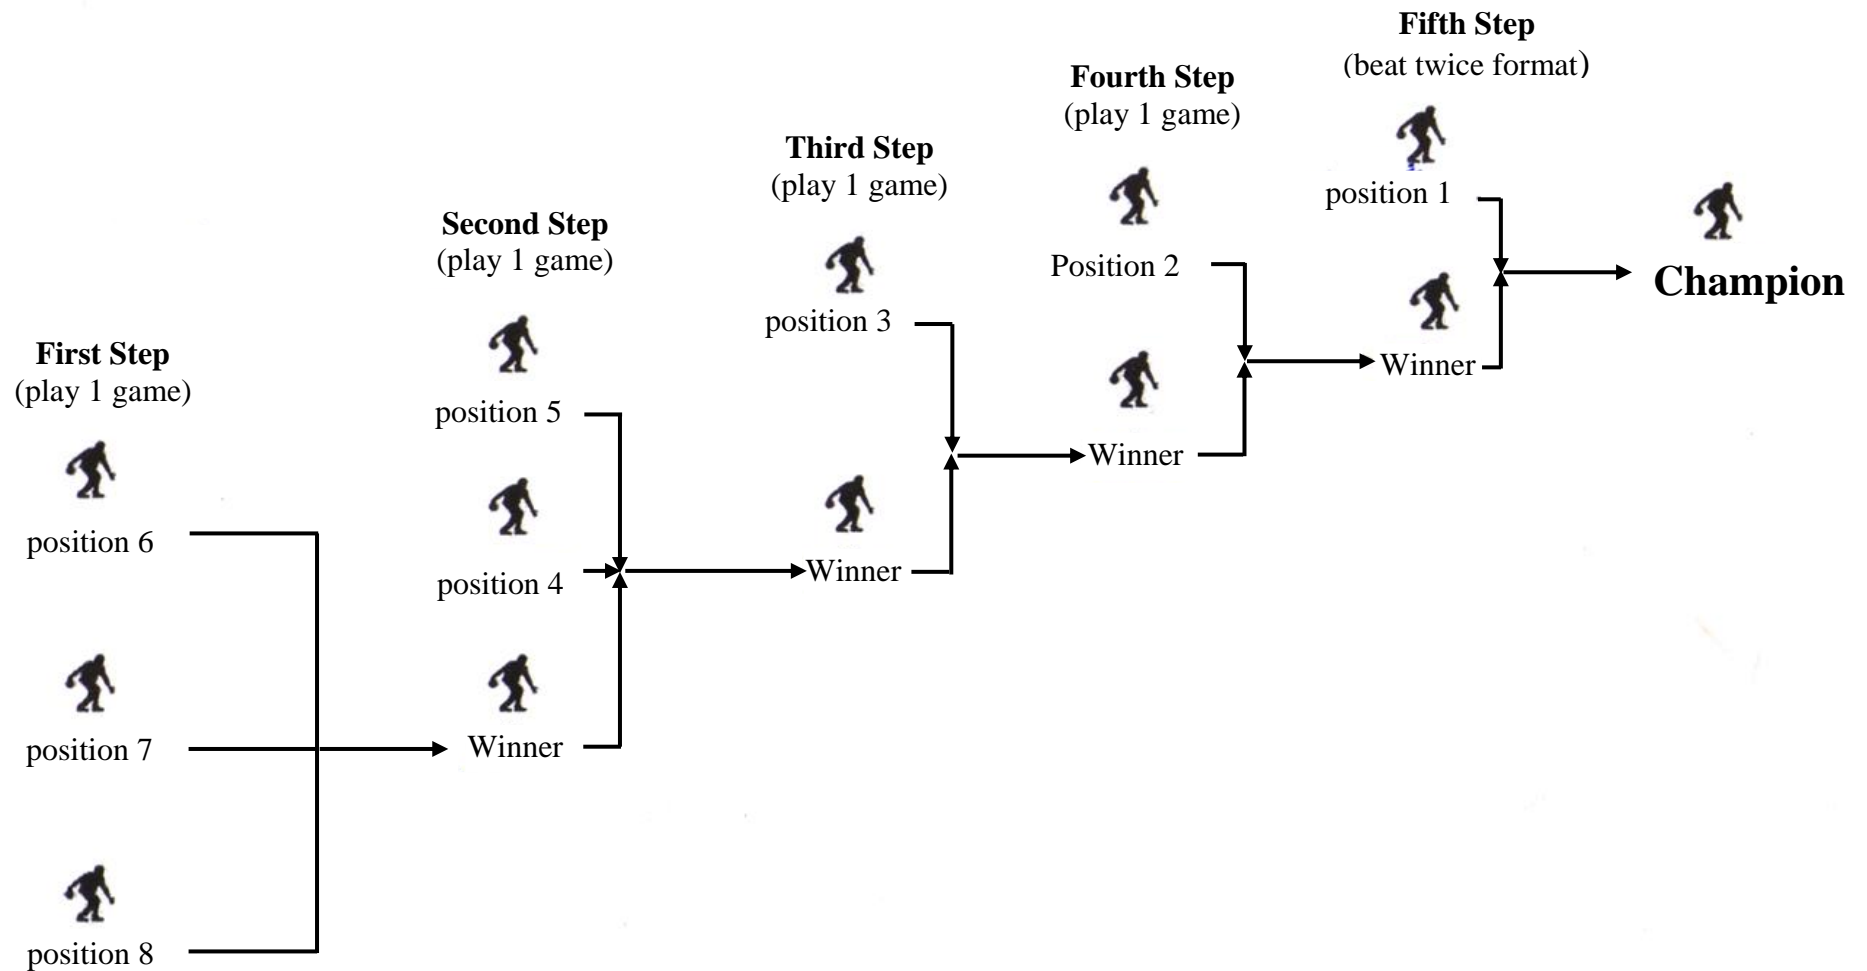 First Step
(play 1 game)
position 6
position 7
position 8
Second Step
(play 1 game)
position 5
position 4
Winner
Third Step
(play 1 game)
position 3
Winner
Fourth Step
(play 1 game)
Position 2
Winner
Fifth Step
(beat twice format)
position 1
Winner
Champion